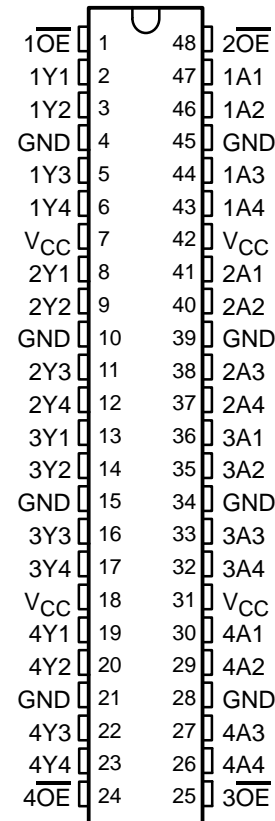 1O̅E̅ 1 48 2O̅E̅
1Y1 2 47 1A1
1Y2 3 46 1A2
GND 4 45 GND
1Y3 5 44 1A3
1Y4 6 43 1A4
VCC 7 42 VCC
2Y1 8 41 2A1
2Y2 9 40 2A2
GND 10 39 GND
2Y3 11 38 2A3
2Y4 12 37 2A4
3Y1 13 36 3A1
3Y2 14 35 3A2
GND 15 34 GND
3Y3 16 33 3A3
3Y4 17 32 3A4
VCC 18 31 VCC
4Y1 19 30 4A1
4Y2 20 29 4A2
GND 21 28 GND
4Y3 22 27 4A3
4Y4 23 26 4A4
4O̅E̅ 24 25 3O̅E̅